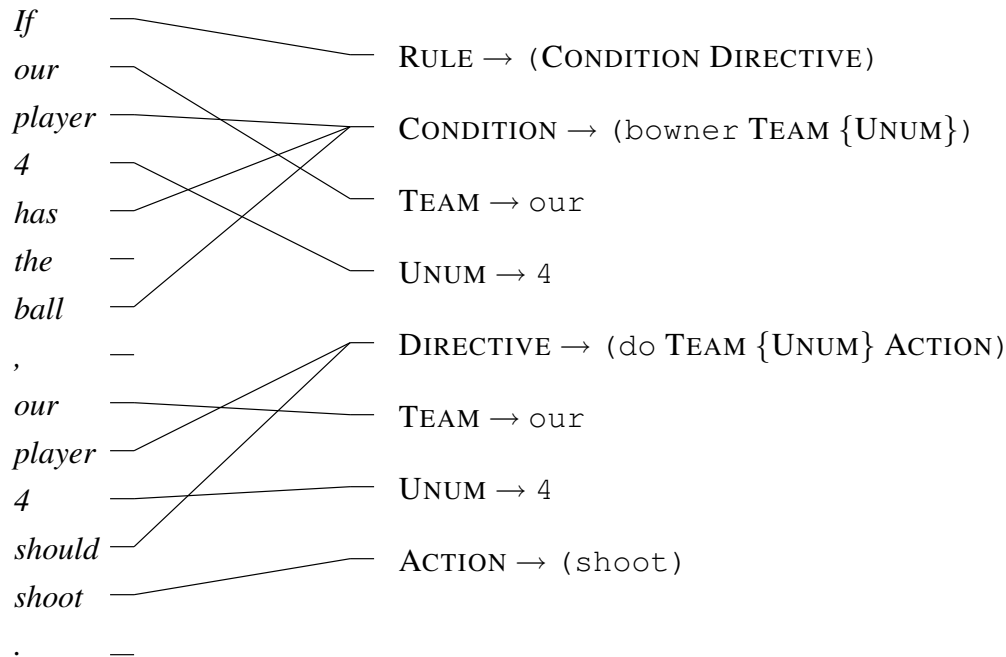 If
our
player
4
has
the
ball
,
our
player
4
should
shoot
.
RULE → (CONDITION DIRECTIVE)
CONDITION → (bowner TEAM {UNUM})
TEAM → our
UNUM → 4
DIRECTIVE → (do TEAM {UNUM} ACTION)
TEAM → our
UNUM → 4
ACTION → (shoot)